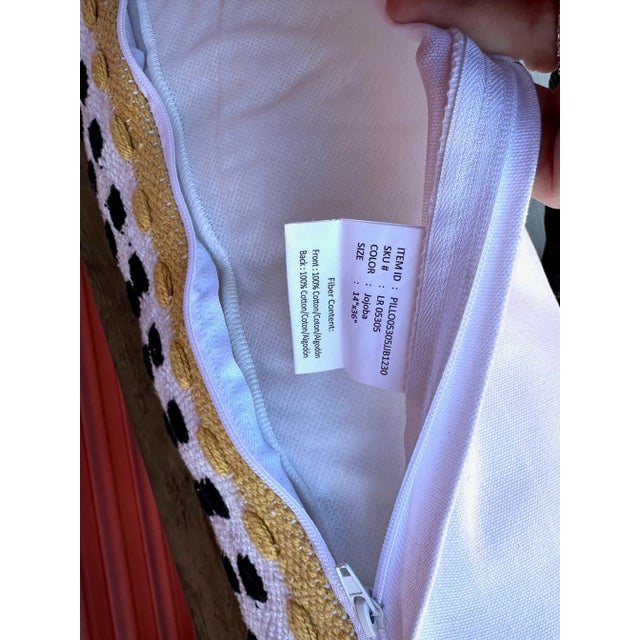 ITEM ID : PILLO05305JJB1230
SKU # : LR 05305
COLOR : Jojoba
SIZE : 14"x36"
Fiber Content:
Front : 100% Cotton/Coton/Algodón
Back : 100% Cotton/Coton/Algodón